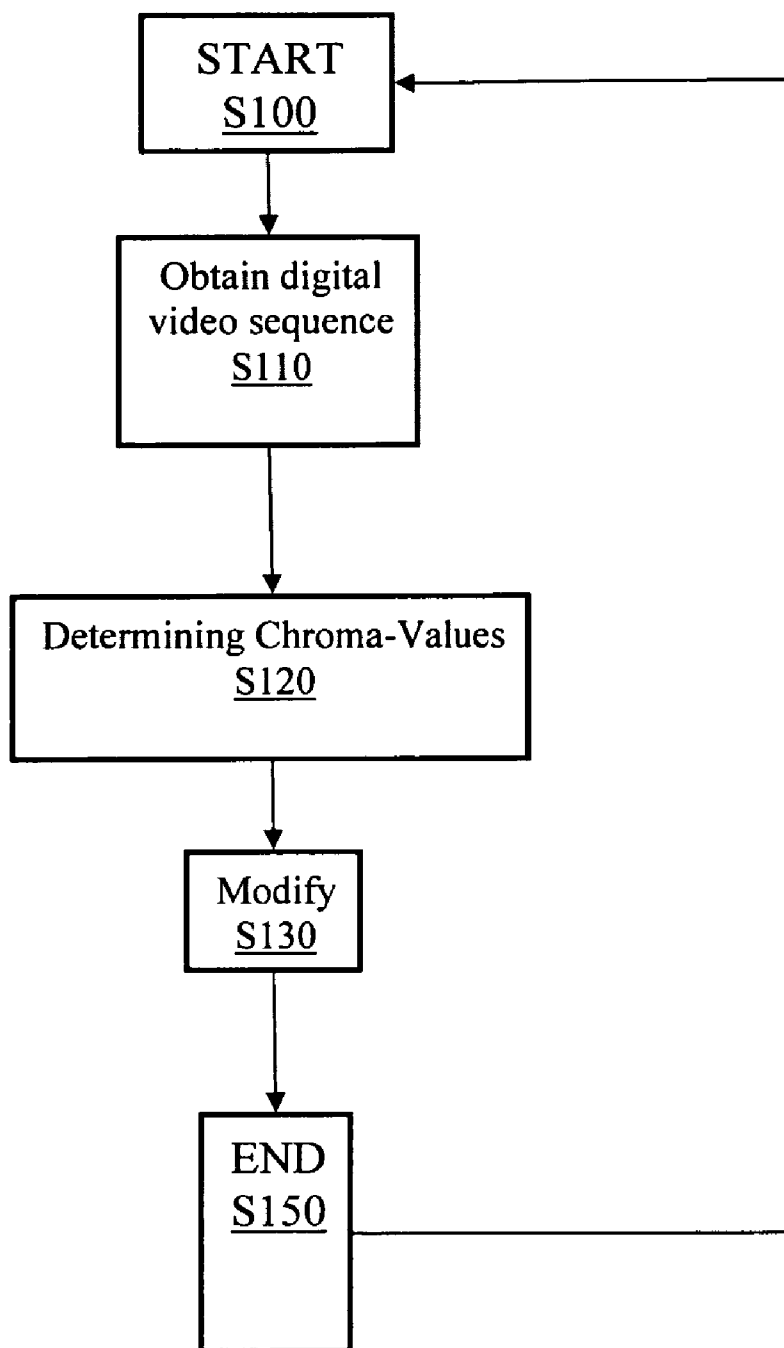 START
S100
Obtain digital
video sequence
S110
Determining Chroma-Values
S120
Modify
S130
END
S150